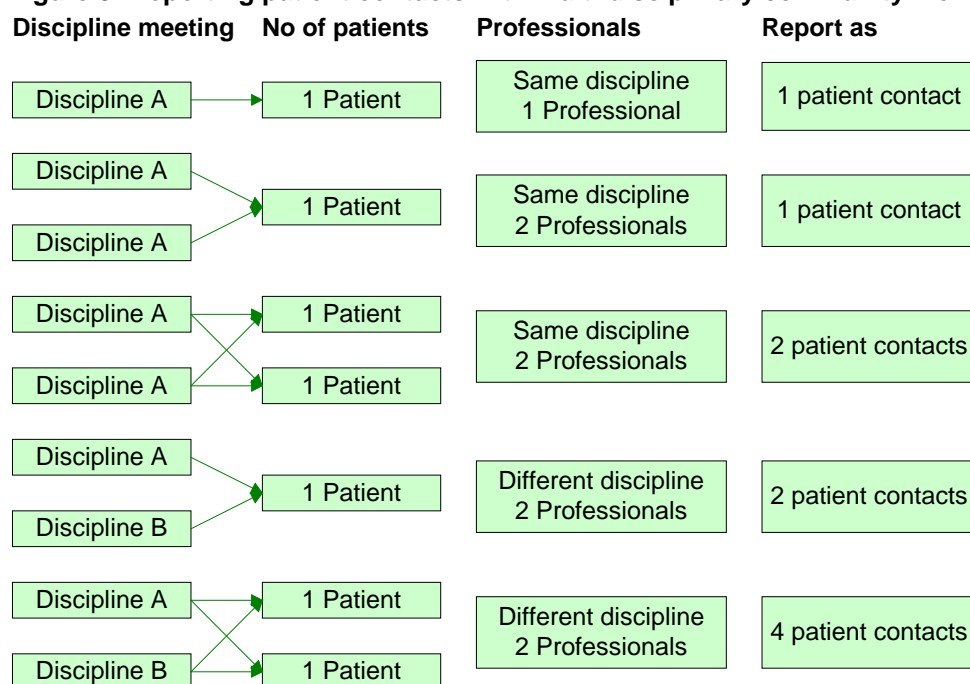 Discipline meeting No of patients Professionals Report as
Discipline A 1 Patient Same discipline 1 Professional 1 patient contact
Discipline A
Discipline A
1 Patient
Same discipline
2 Professionals
1 patient contact
Discipline A
Discipline A
1 Patient
1 Patient
Same discipline
2 Professionals
2 patient contacts
Discipline A
Discipline B
1 Patient
Different discipline
2 Professionals
2 patient contacts
Discipline A
Discipline B
1 Patient
1 Patient
Different discipline
2 Professionals
4 patient contacts